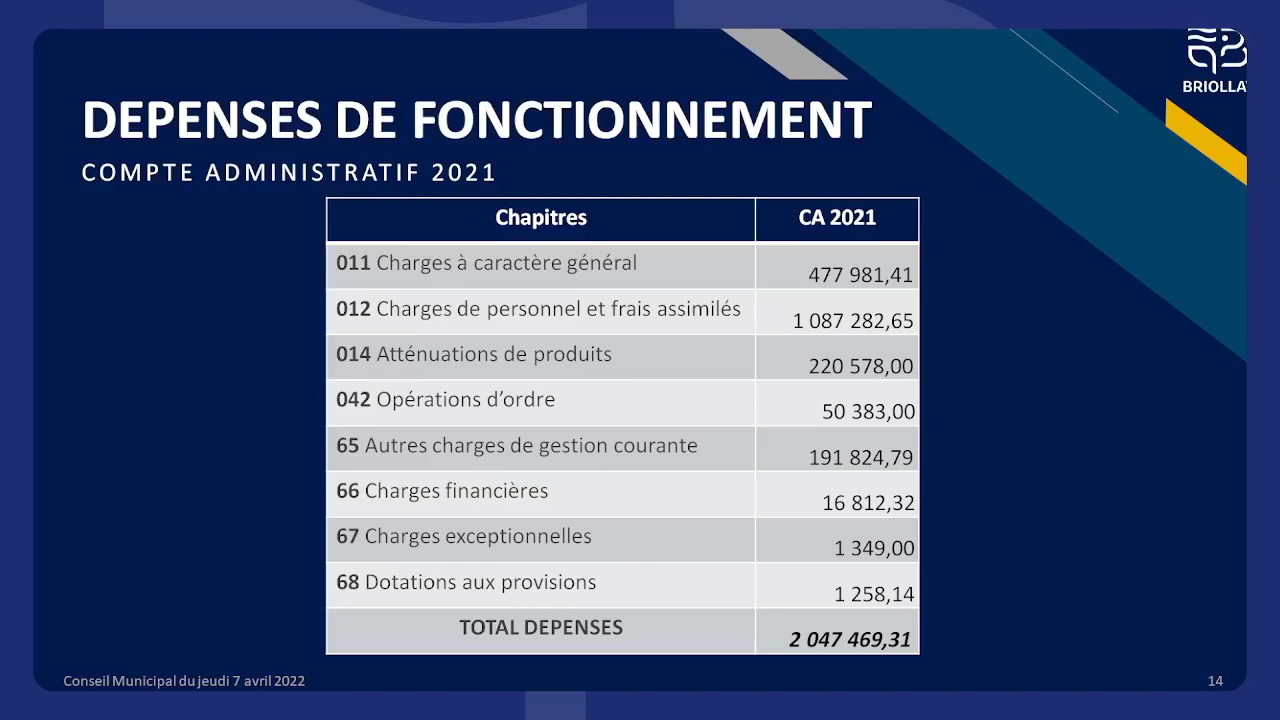 BRIOLLA
DEPENSES DE FONCTIONNEMENT
COMPTE ADMINISTRATIF 2021
Chapitres CA 2021
011 Charges à caractère général 477 981,41
012 Charges de personnel et frais assimilés 1 087 282,65
014 Atténuations de produits 220 578,00
042 Opérations d’ordre 50 383,00
65 Autres charges de gestion courante 191 824,79
66 Charges financières 16 812,32
67 Charges exceptionnelles 1 349,00
68 Dotations aux provisions 1 258,14
TOTAL DEPENSES 2 047 469,31
Conseil Municipal du jeudi 7 avril 2022 14